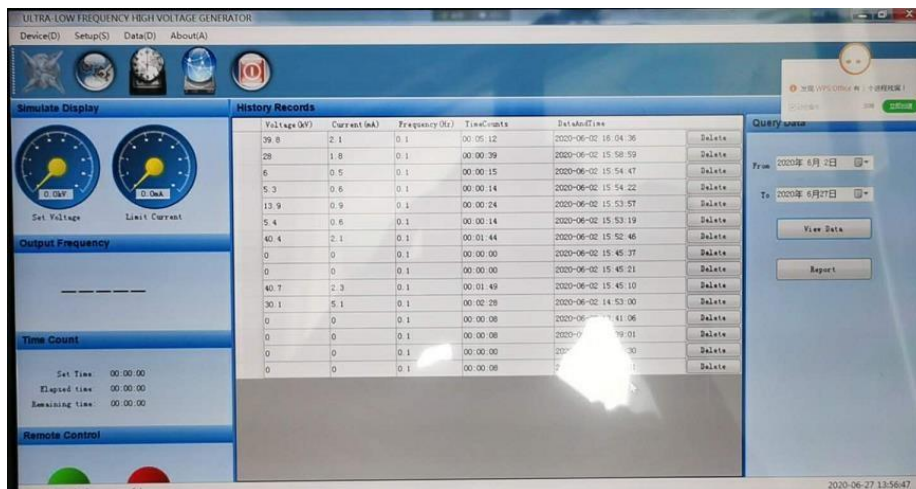 ULTRA-LOW FREQUENCY HIGH VOLTAGE GENERATOR
Device(D) Setup(S) Data(D) About(A)
Simulate Display
0.0kV 0.0mA
Set Voltage Limit Current
Output Frequency
-----
Time Count
Set Time: 00:00:00
Elapsed time: 00:00:00
Remaining time: 00:00:00
Remote Control
History Records
Voltage(kV) Current(mA) Frequency(Hz) TimeCounts DataAndTime
39.8 2.1 0.1 00:05:12 2020-06-02 16:04:36 Delete
28 1.8 0.1 00:00:39 2020-06-02 15:58:59 Delete
6 0.5 0.1 00:00:15 2020-06-02 15:54:47 Delete
5.3 0.6 0.1 00:00:14 2020-06-02 15:54:22 Delete
13.9 0.9 0.1 00:00:24 2020-06-02 15:53:57 Delete
5.4 0.6 0.1 00:00:14 2020-06-02 15:53:19 Delete
40.4 2.1 0.1 00:01:44 2020-06-02 15:52:46 Delete
0 0 0.1 00:00:00 2020-06-02 15:45:37 Delete
0 0 0.1 00:00:00 2020-06-02 15:45:21 Delete
40.7 2.3 0.1 00:01:49 2020-06-02 15:45:10 Delete
30.1 5.1 0.1 00:02:28 2020-06-02 14:53:00 Delete
0 0 0.1 00:00:08 Delete
0 0 0.1 00:00:08 Delete
0 0 0.1 00:00:00 Delete
0 0 0.1 00:00:08 Delete
Query Data
From 2020年 6月 2日
To 2020年 6月27日
View Data
Report
2020-06-27 13:56:47